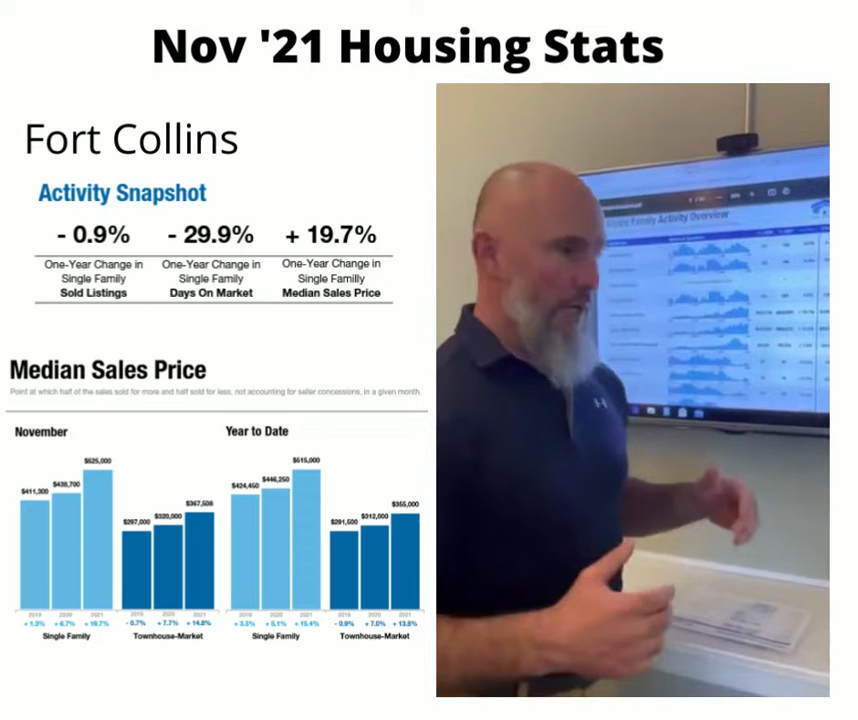 Nov '21 Housing Stats
Fort Collins
Activity Snapshot
- 0.9% - 29.9% + 19.7%
One-Year Change in One-Year Change in One-Year Change in
Single Family Single Family Single Familly
Sold Listings Days On Market Median Sales Price
Median Sales Price
Point at which half of the sales sold for more and half sold for less, not accounting for seller concessions, in a given month.
November Year to Date
$411,300 $438,700 $525,000 $297,000 $320,000 $367,508 $424,450 $446,250 $515,000 $291,500 $312,000 $355,000
2019 2020 2021 2019 2020 2021 2019 2020 2021 2019 2020 2021
+ 1.3% + 6.7% + 19.7% - 0.7% + 7.7% + 14.8% + 3.5% + 5.1% + 15.4% - 0.9% + 7.0% + 13.8%
Single Family Townhouse-Market Single Family Townhouse-Market
Family Activity Overview